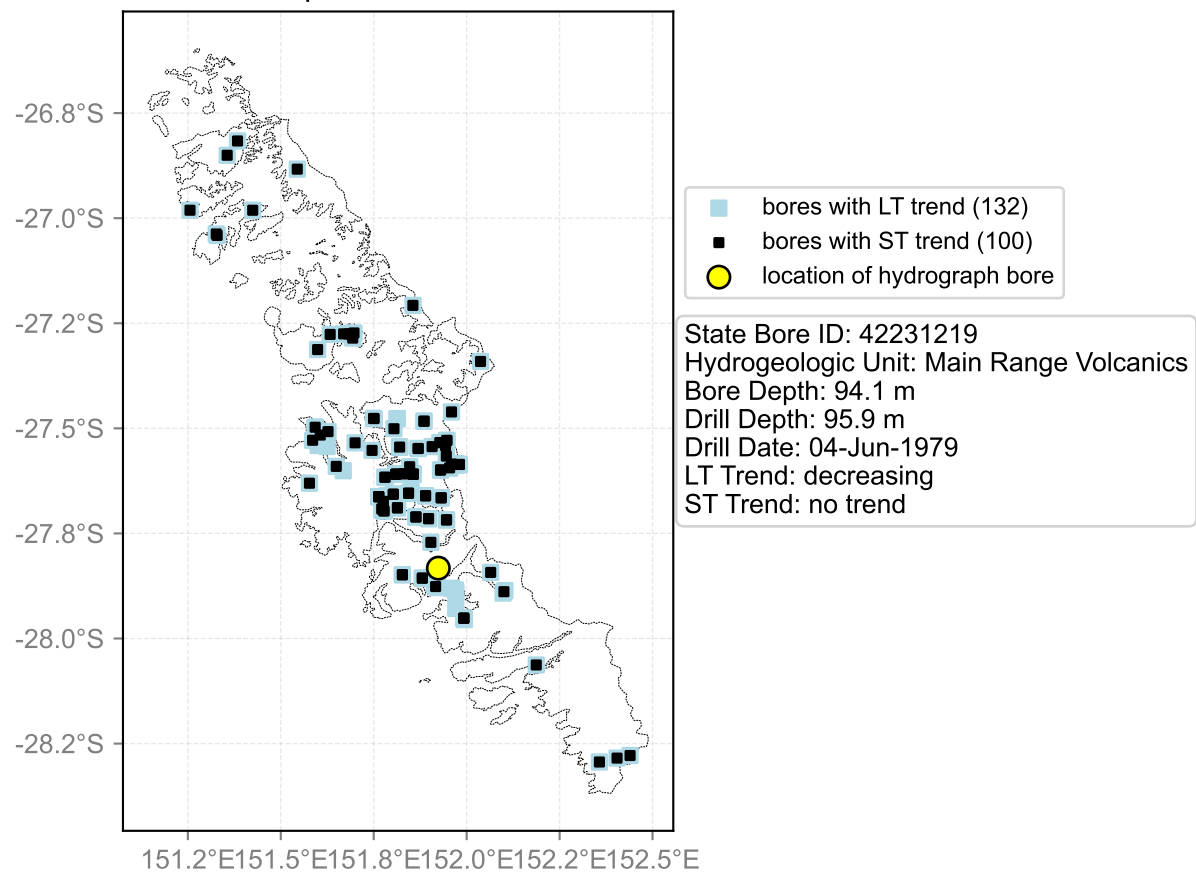 -26.8°S
-27.0°S
-27.2°S
-27.5°S
-27.8°S
-28.0°S
-28.2°S
151.2°E151.5°E151.8°E152.0°E152.2°E152.5°E
bores with LT trend (132)
bores with ST trend (100)
location of hydrograph bore
State Bore ID: 42231219
Hydrogeologic Unit: Main Range Volcanics
Bore Depth: 94.1 m
Drill Depth: 95.9 m
Drill Date: 04-Jun-1979
LT Trend: decreasing
ST Trend: no trend